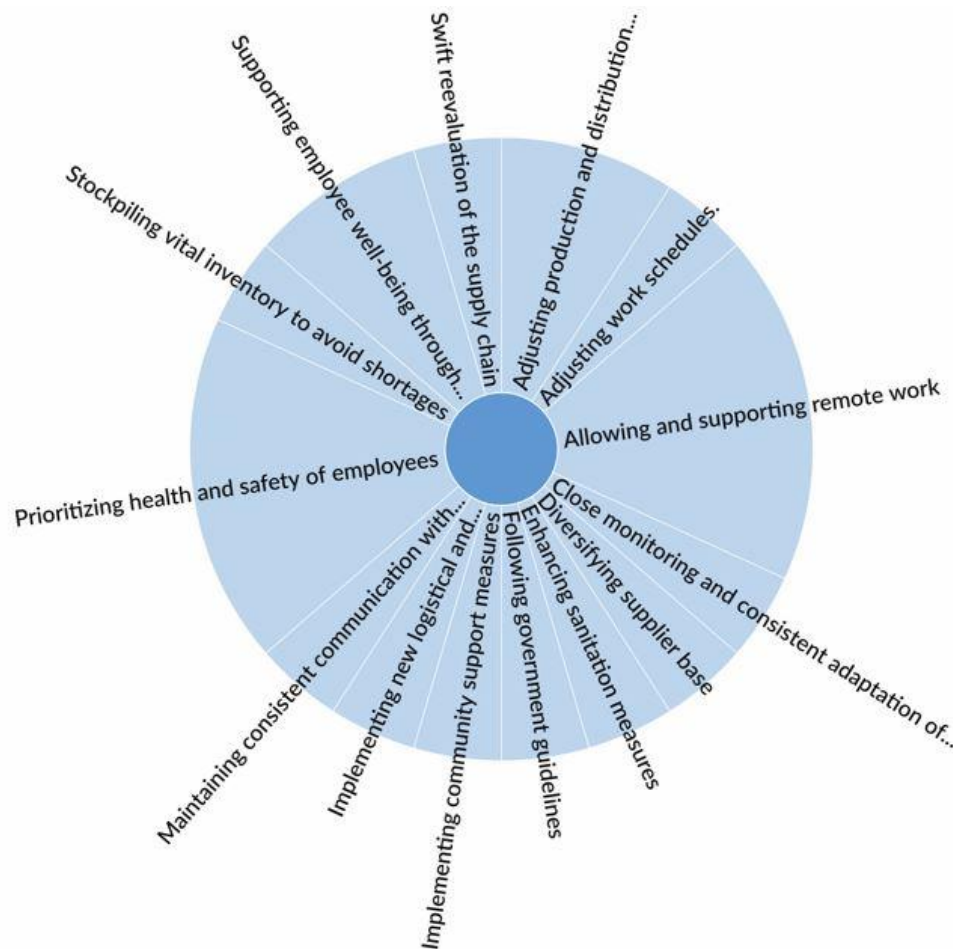 Adjusting production and distribution...
Adjusting work schedules.
Allowing and supporting remote work
Close monitoring and consistent adaptation of...
Diversifying supplier base
Enhancing sanitation measures
Following government guidelines
Implementing community support measures
Implementing new logistical and...
Maintaining consistent communication with...
Prioritizing health and safety of employees
Stockpiling vital inventory to avoid shortages
Supporting employee well-being through...
Swift reevaluation of the supply chain